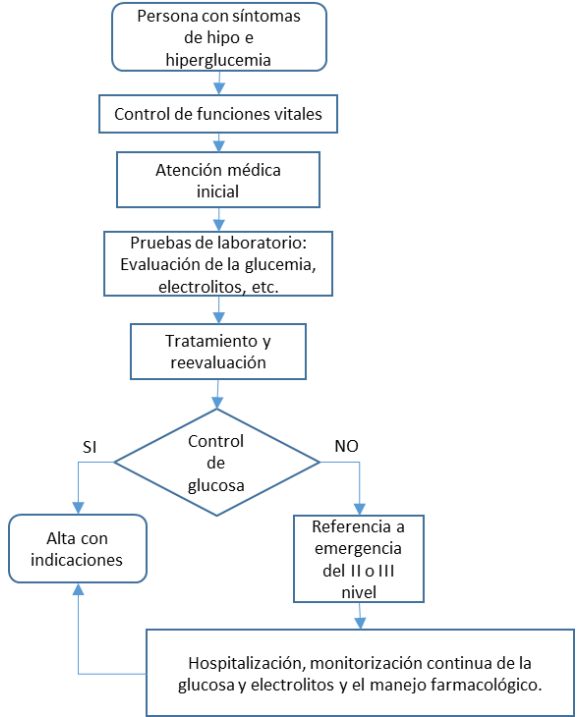 Persona con síntomas
de hipo e
hiperglucemia
Control de funciones vitales
Atención médica
inicial
Pruebas de laboratorio:
Evaluación de la glucemia,
electrolitos, etc.
Tratamiento y
reevaluación
Control
de
glucosa
SI
NO
Alta con
indicaciones
Referencia a
emergencia
del II o III
nivel
Hospitalización, monitorización continua de la
glucosa y electrolitos y el manejo farmacológico.